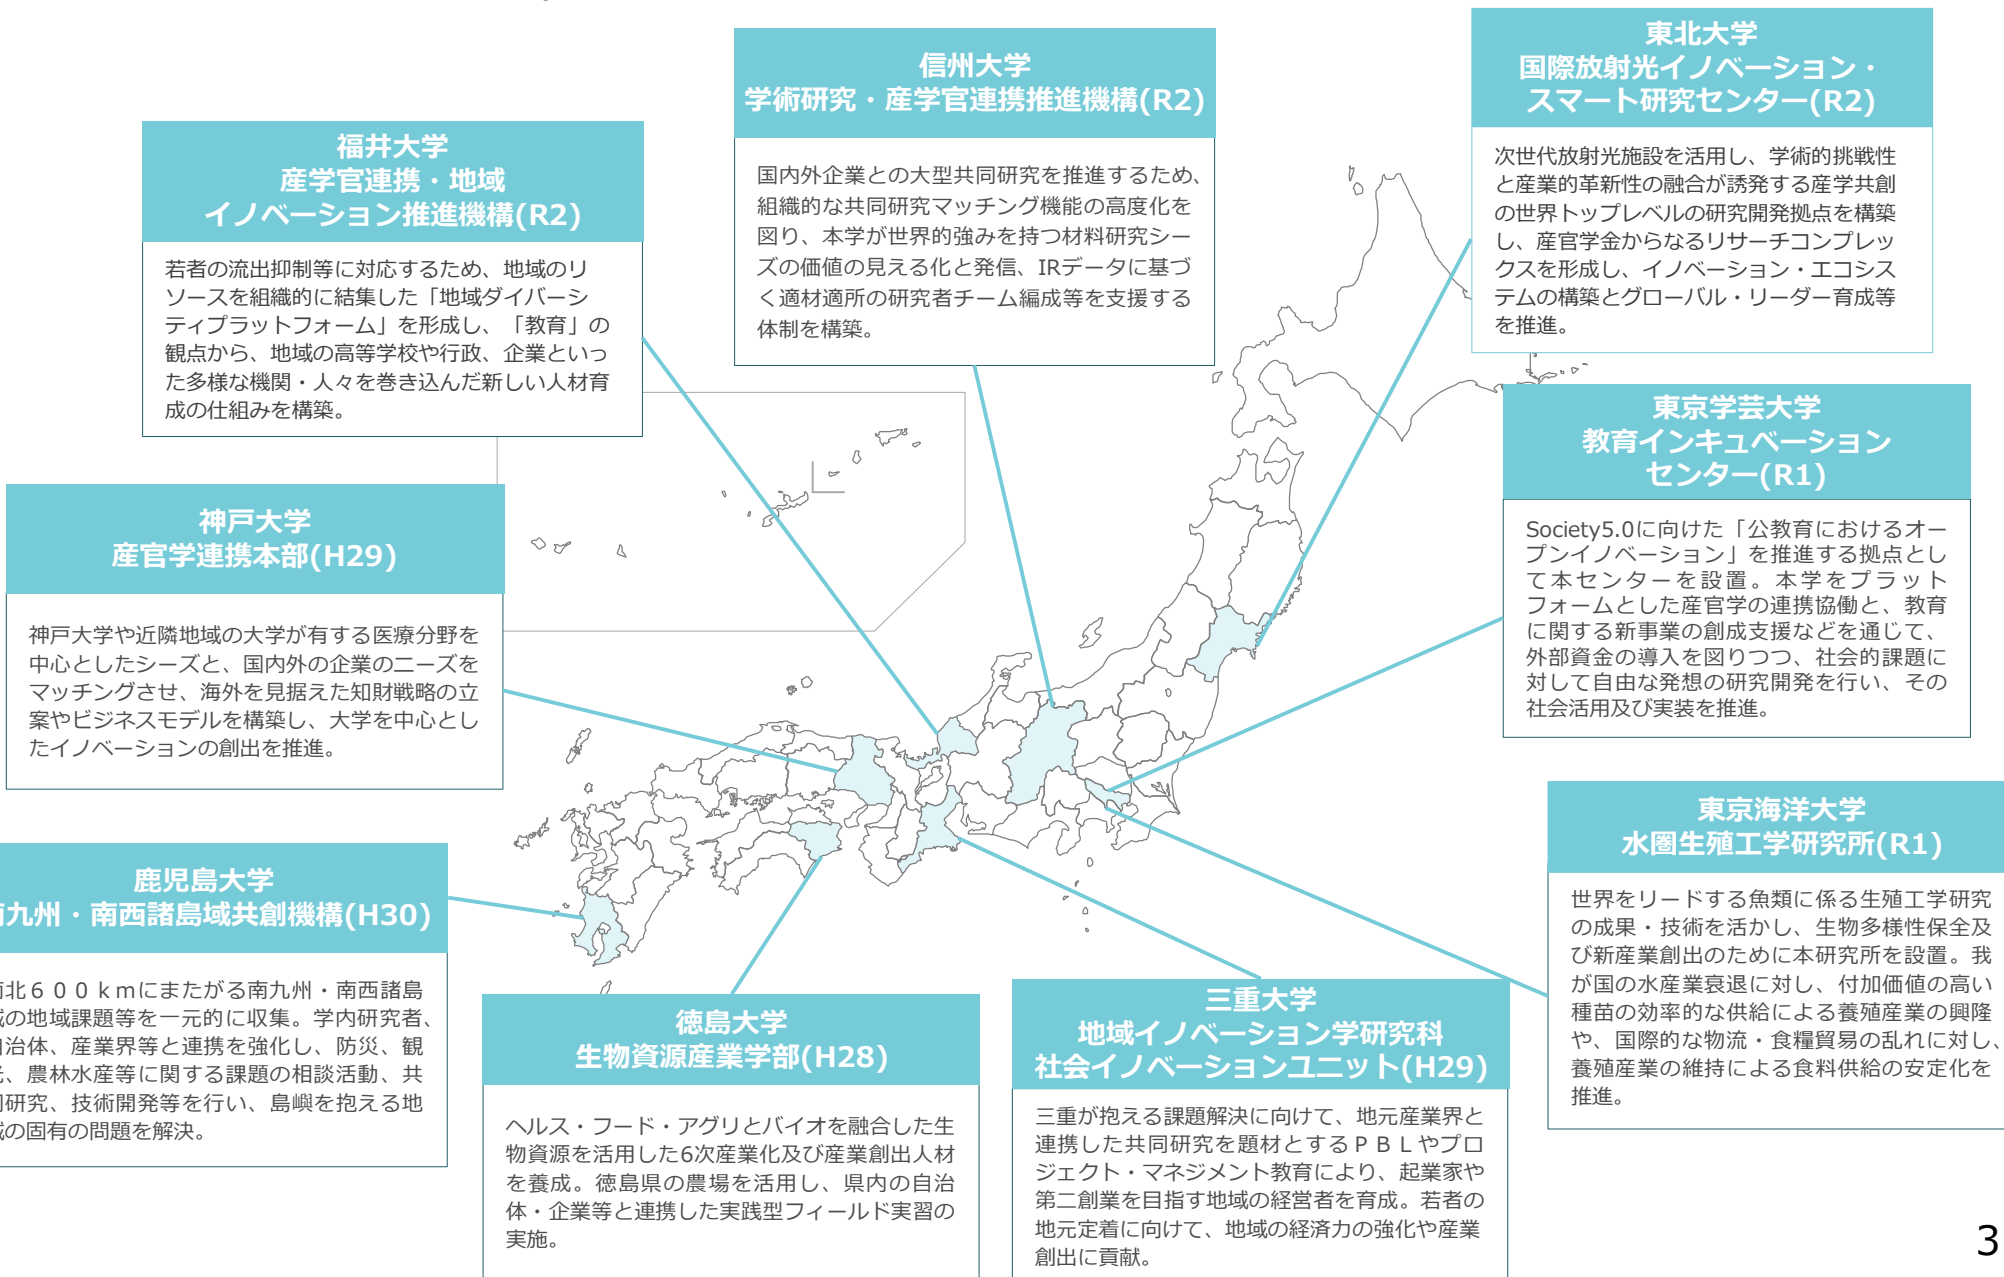 福井大学
産学官連携・地域
イノベーション推進機構(R2)
若者の流出抑制等に対応するため、地域のリ
ソースを組織的に結集した「地域ダイバーシ
ティプラットフォーム」を形成し、「教育」の
観点から、地域の高等学校や行政、企業といっ
た多様な機関・人々を巻き込んだ新しい人材育
成の仕組みを構築。
信州大学
学術研究・産学官連携推進機構(R2)
国内外企業との大型共同研究を推進するため、
組織的な共同研究マッチング機能の高度化を
図り、本学が世界的強みを持つ材料研究シー
ズの価値の見える化と発信、IRデータに基づ
く適材適所の研究者チーム編成等を支援する
体制を構築。
東北大学
国際放射光イノベーション・
スマート研究センター(R2)
次世代放射光施設を活用し、学術的挑戦性
と産業的革新性の融合が誘発する産学共創
の世界トップレベルの研究開発拠点を構築
し、産官学金からなるリサーチコンプレッ
クスを形成し、イノベーション・エコシス
テムの構築とグローバル・リーダー育成等
を推進。
東京学芸大学
教育インキュベーション
センター(R1)
Society5.0に向けた「公教育におけるオー
プンイノベーション」を推進する拠点とし
て本センターを設置。本学をプラット
フォームとした産官学の連携協働と、教育
に関する新事業の創成支援などを通じて、
外部資金の導入を図りつつ、社会的課題に
対して自由な発想の研究開発を行い、その
社会活用及び実装を推進。
神戸大学
産官学連携本部(H29)
神戸大学や近隣地域の大学が有する医療分野を
中心としたシーズと、国内外の企業のニーズを
マッチングさせ、海外を見据えた知財戦略の立
案やビジネスモデルを構築し、大学を中心とし
たイノベーションの創出を推進。
東京海洋大学
水圏生殖工学研究所(R1)
世界をリードする魚類に係る生殖工学研究
の成果・技術を活かし、生物多様性保全及
び新産業創出のために本研究所を設置。我
が国の水産業衰退に対し、付加価値の高い
種苗の効率的な供給による養殖産業の興隆
や、国際的な物流・食糧貿易の乱れに対し、
養殖産業の維持による食料供給の安定化を
推進。
鹿児島大学
九州・南西諸島域共創機構(H30)
北６００ｋｍにまたがる南九州・南西諸島
の地域課題等を一元的に収集。学内研究者、
治体、産業界等と連携を強化し、防災、観
、農林水産等に関する課題の相談活動、共
研究、技術開発等を行い、島嶼を抱える地
の固有の問題を解決。
徳島大学
生物資源産業学部(H28)
ヘルス・フード・アグリとバイオを融合した生
物資源を活用した6次産業化及び産業創出人材
を養成。徳島県の農場を活用し、県内の自治
体・企業等と連携した実践型フィールド実習の
実施。
三重大学
地域イノベーション学研究科
社会イノベーションユニット(H29)
三重が抱える課題解決に向けて、地元産業界と
連携した共同研究を題材とするＰＢＬやプロ
ジェクト・マネジメント教育により、起業家や
第二創業を目指す地域の経営者を育成。若者の
地元定着に向けて、地域の経済力の強化や産業
創出に貢献。
3